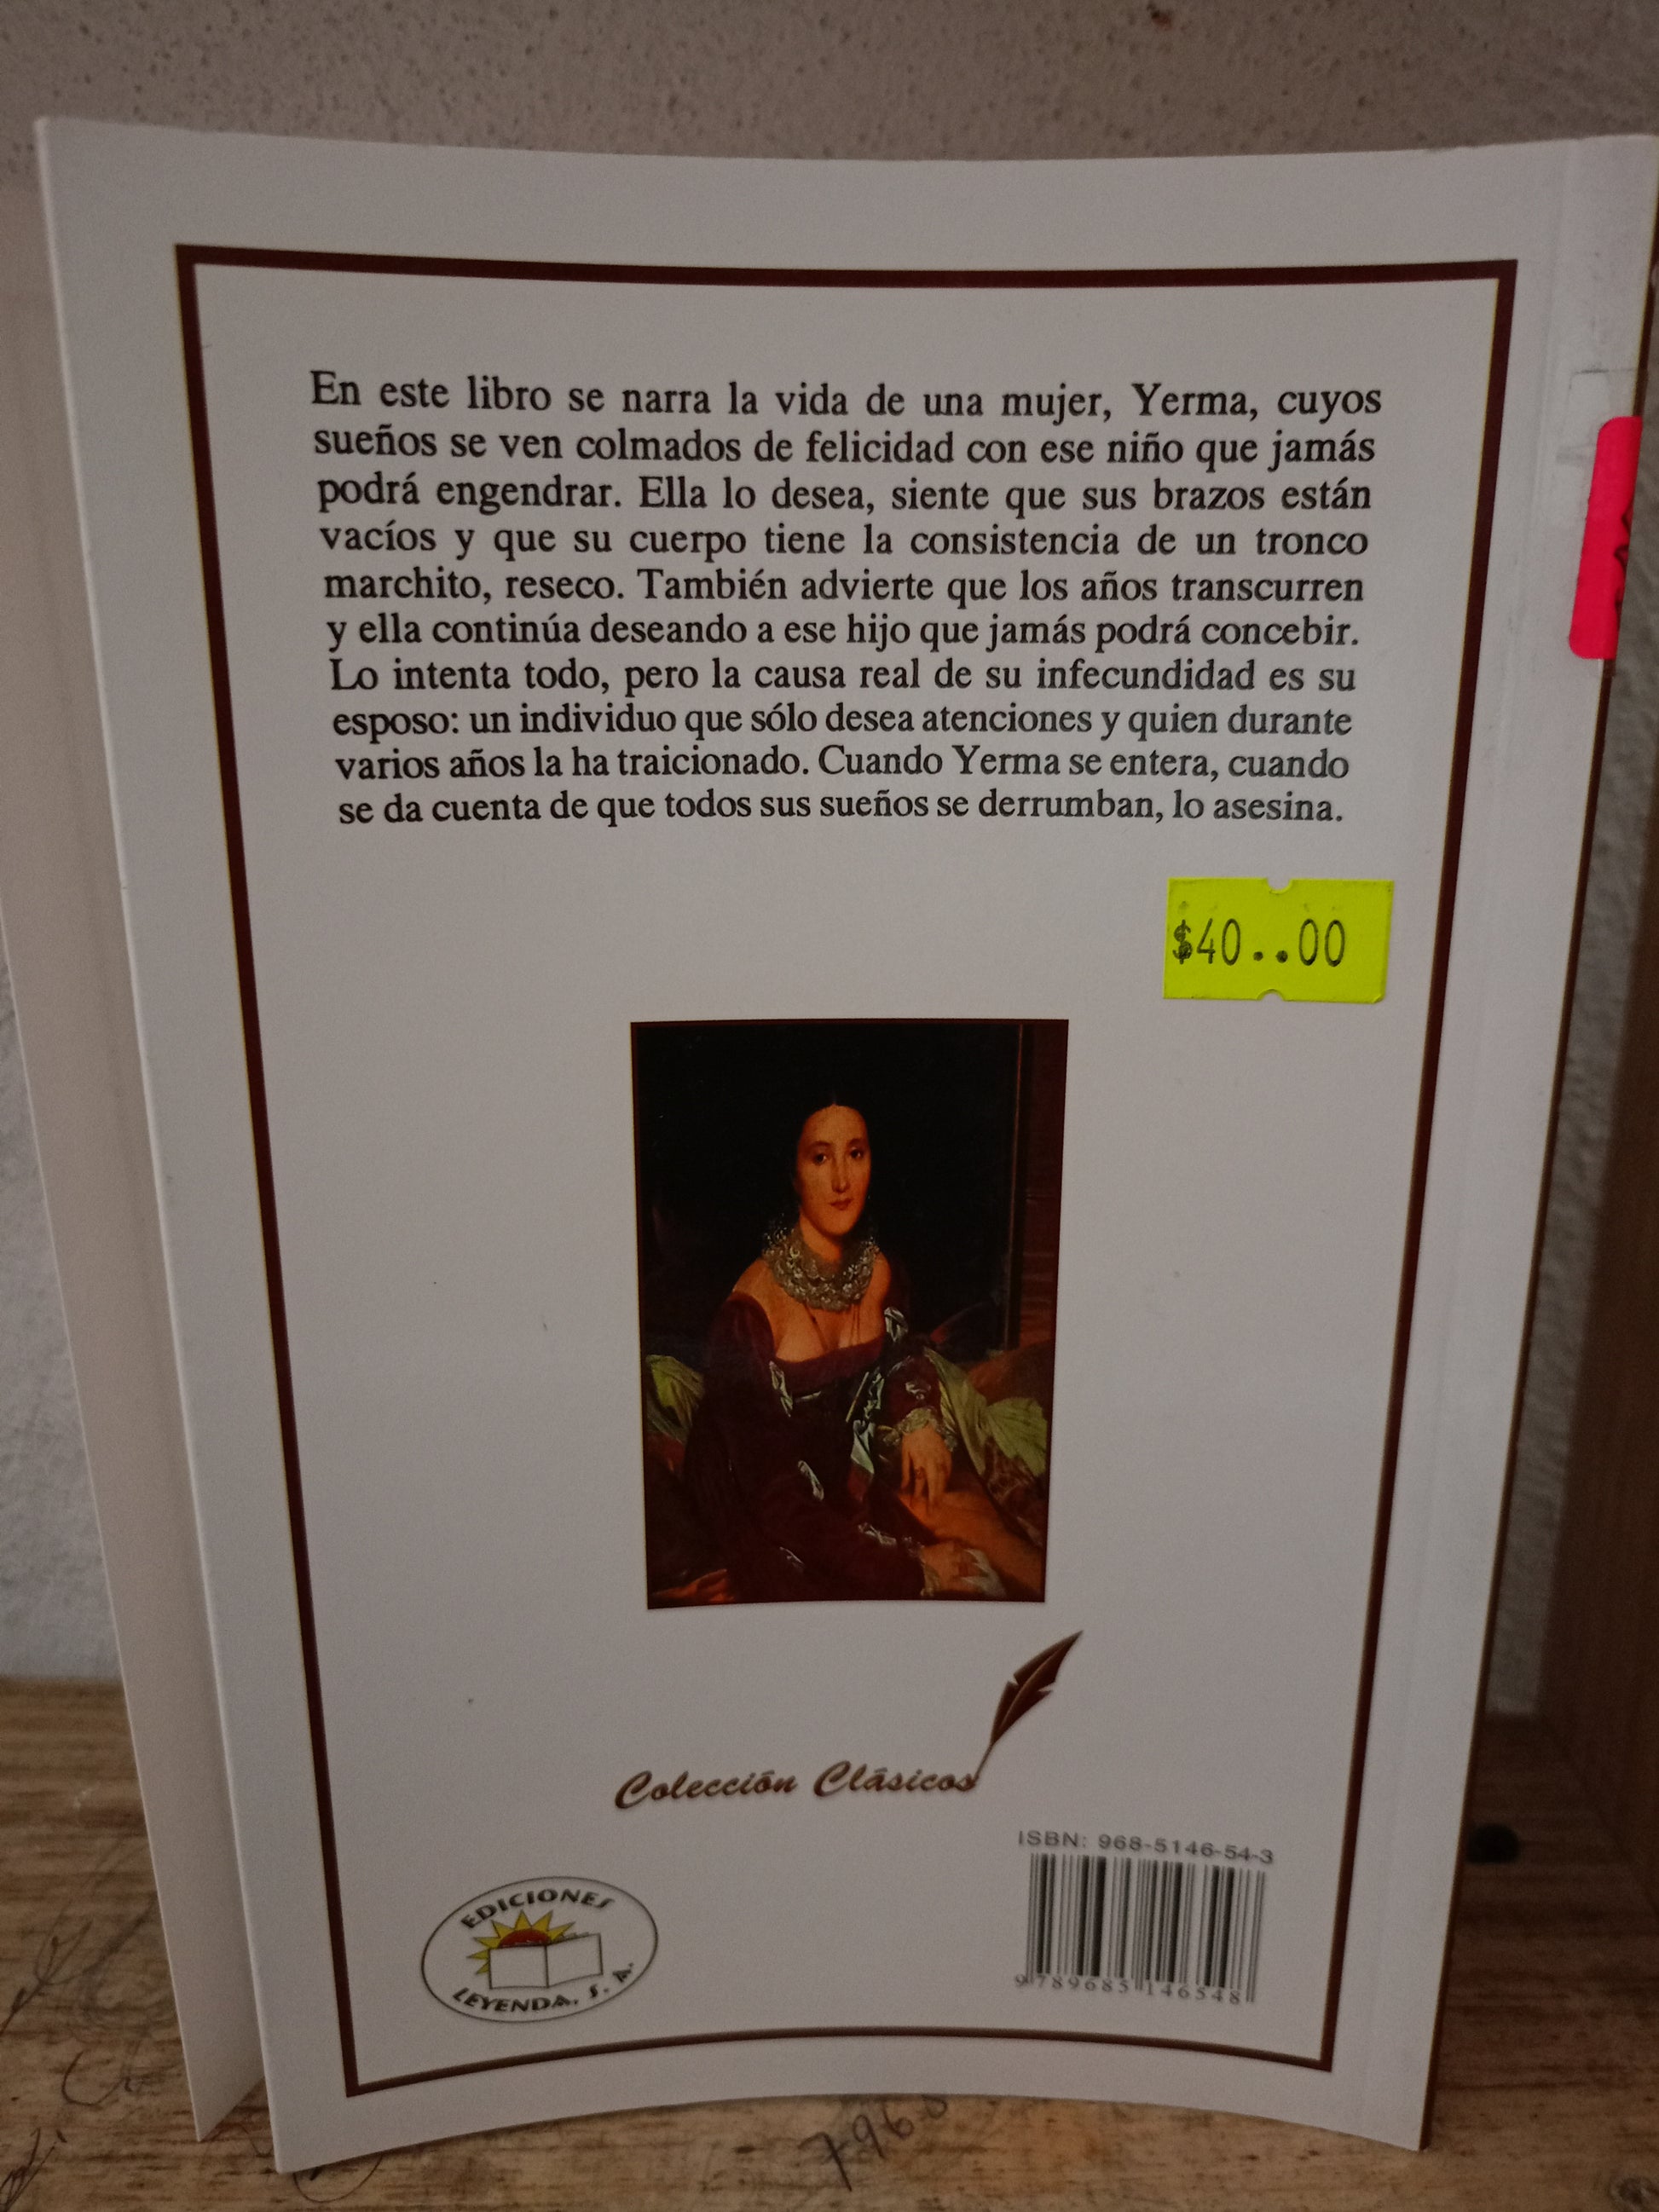 En este libro se narra la vida de una mujer, Yerma, cuyos
sueños se ven colmados de felicidad con ese niño que jamás
podrá engendrar. Ella lo desea, siente que sus brazos están
vacíos y que su cuerpo tiene la consistencia de un tronco
marchito, reseco. También advierte que los años transcurren
y ella continúa deseando a ese hijo que jamás podrá concebir.
Lo intenta todo, pero la causa real de su infecundidad es su
esposo: un individuo que sólo desea atenciones y quien durante
varios años la ha traicionado. Cuando Yerma se entera, cuando
se da cuenta de que todos sus sueños se derrumban, lo asesina.
$40..00
Colección Clásicos
ISBN: 968-5146-54-3
9 789685 146548
EDICIONES
LEYENDA, S. A.
7968